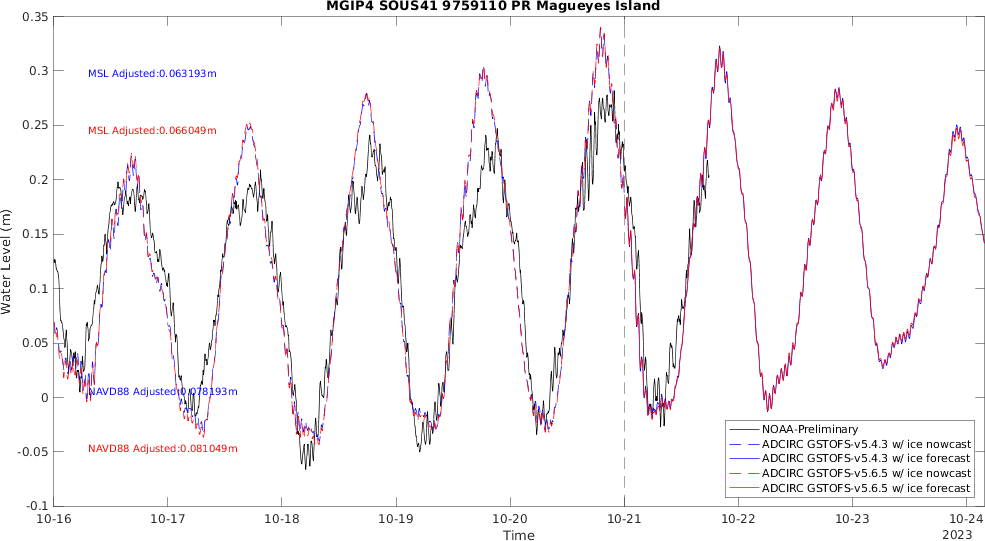 MGIP4 SOUS41 9759110 PR Magueyes Island
0.35
0.3
0.25
0.2
0.15
0.1
0.05
0
-0.05
-0.1
Water Level (m)
MSL Adjusted:0.063193m
MSL Adjusted:0.066049m
NAVD88 Adjusted:0.078193m
NAVD88 Adjusted:0.081049m
NOAA-Preliminary
ADCIRC GSTOFS-v5.4.3 w/ ice nowcast
ADCIRC GSTOFS-v5.4.3 w/ ice forecast
ADCIRC GSTOFS-v5.6.5 w/ ice nowcast
ADCIRC GSTOFS-v5.6.5 w/ ice forecast
10-16 10-17 10-18 10-19 10-20 10-21 10-22 10-23 10-24
Time
2023